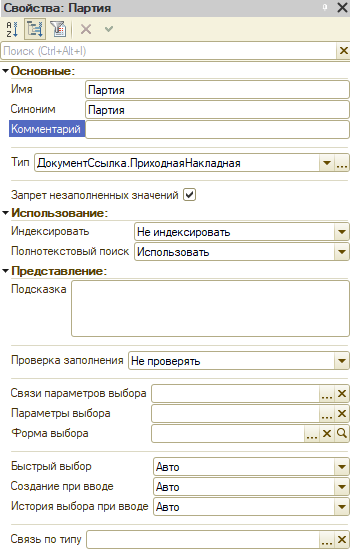 Свойства: Партия
Поиск (Ctrl+Alt+I)
Основные:
Имя Партия
Синоним Партия
Комментарий
Тип ДокументСсылка.ПриходнаяНакладная
Запрет незаполненных значений
Использование:
Индексировать Не индексировать
Полнотекстовый поиск Использовать
Представление:
Подсказка
Проверка заполнения Не проверять
Связи параметров выбора
Параметры выбора
Форма выбора
Быстрый выбор Авто
Создание при вводе Авто
История выбора при вводе Авто
Связь по типу